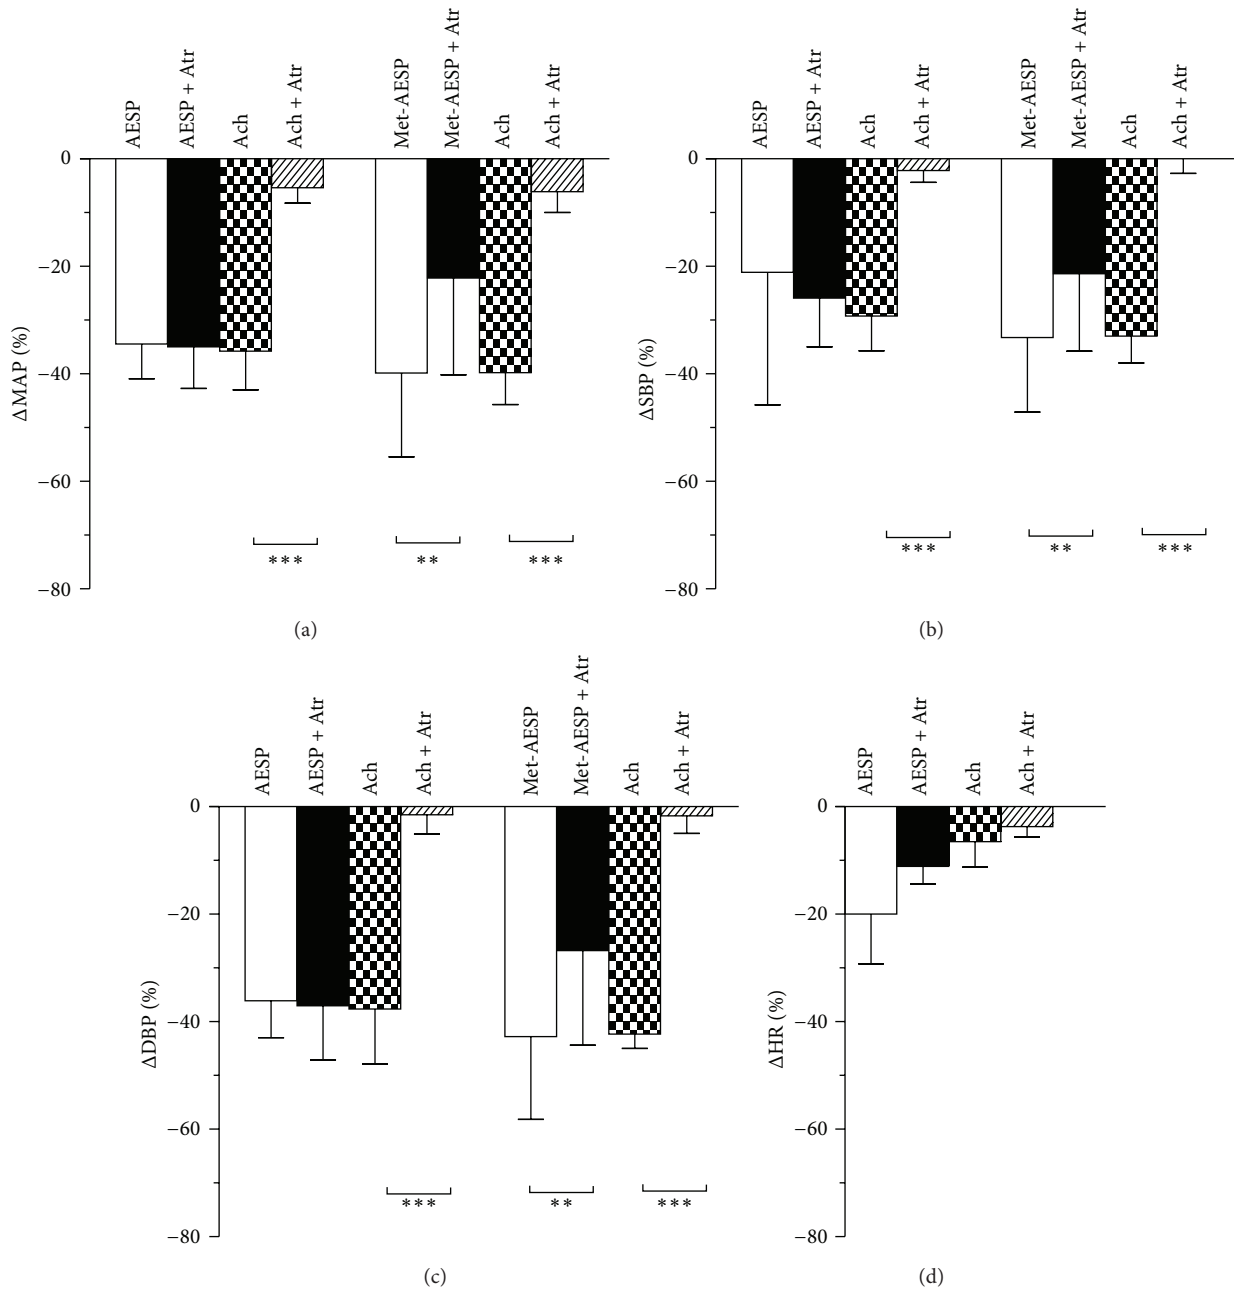 AESP
AESP + Atr
Ach
Ach + Atr
Met-AESP
Met-AESP + Atr
Ach
Ach + Atr
0
−20
−40
−60
−80
ΔMAP (%)
***
**
***
(a)
AESP
AESP + Atr
Ach
Ach + Atr
Met-AESP
Met-AESP + Atr
Ach
Ach + Atr
0
−20
−40
−60
−80
ΔSBP (%)
***
**
***
(b)
AESP
AESP + Atr
Ach
Ach + Atr
Met-AESP
Met-AESP + Atr
Ach
Ach + Atr
0
−20
−40
−60
−80
ΔDBP (%)
***
**
***
(c)
AESP
AESP + Atr
Ach
Ach + Atr
0
−20
−40
−60
−80
ΔHR (%)
(d)